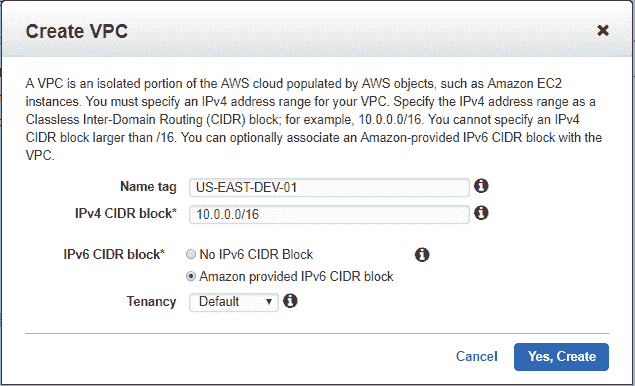 Create VPC
A VPC is an isolated portion of the AWS cloud populated by AWS objects, such as Amazon EC2
instances. You must specify an IPv4 address range for your VPC. Specify the IPv4 address range as a
Classless Inter-Domain Routing (CIDR) block; for example, 10.0.0.0/16. You cannot specify an IPv4
CIDR block larger than /16. You can optionally associate an Amazon-provided IPv6 CIDR block with the
VPC.
Name tag US-EAST-DEV-01
IPv4 CIDR block* 10.0.0.0/16
IPv6 CIDR block* No IPv6 CIDR Block
Amazon provided IPv6 CIDR block
Tenancy Default
Cancel Yes, Create